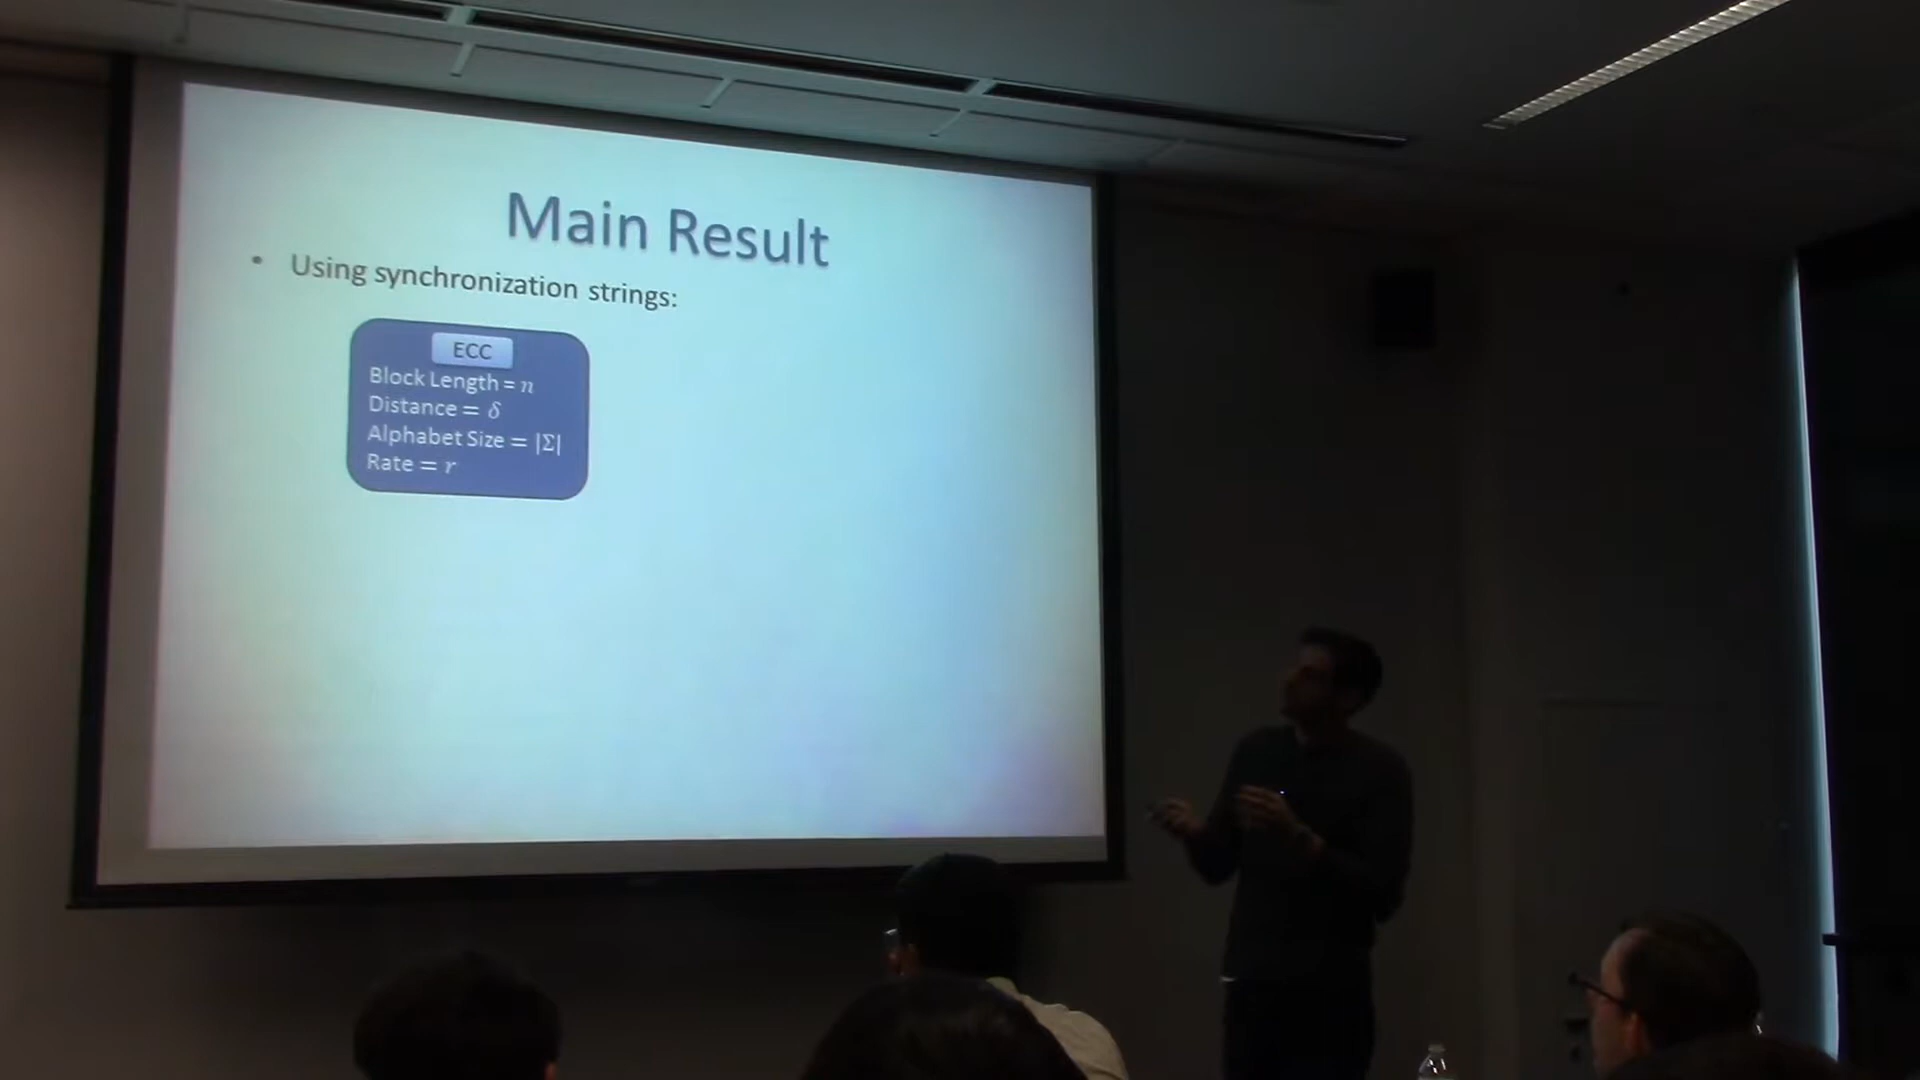 Main Result
• Using synchronization strings:
ECC
Block Length = n
Distance = δ
Alphabet Size = |Σ|
Rate = r